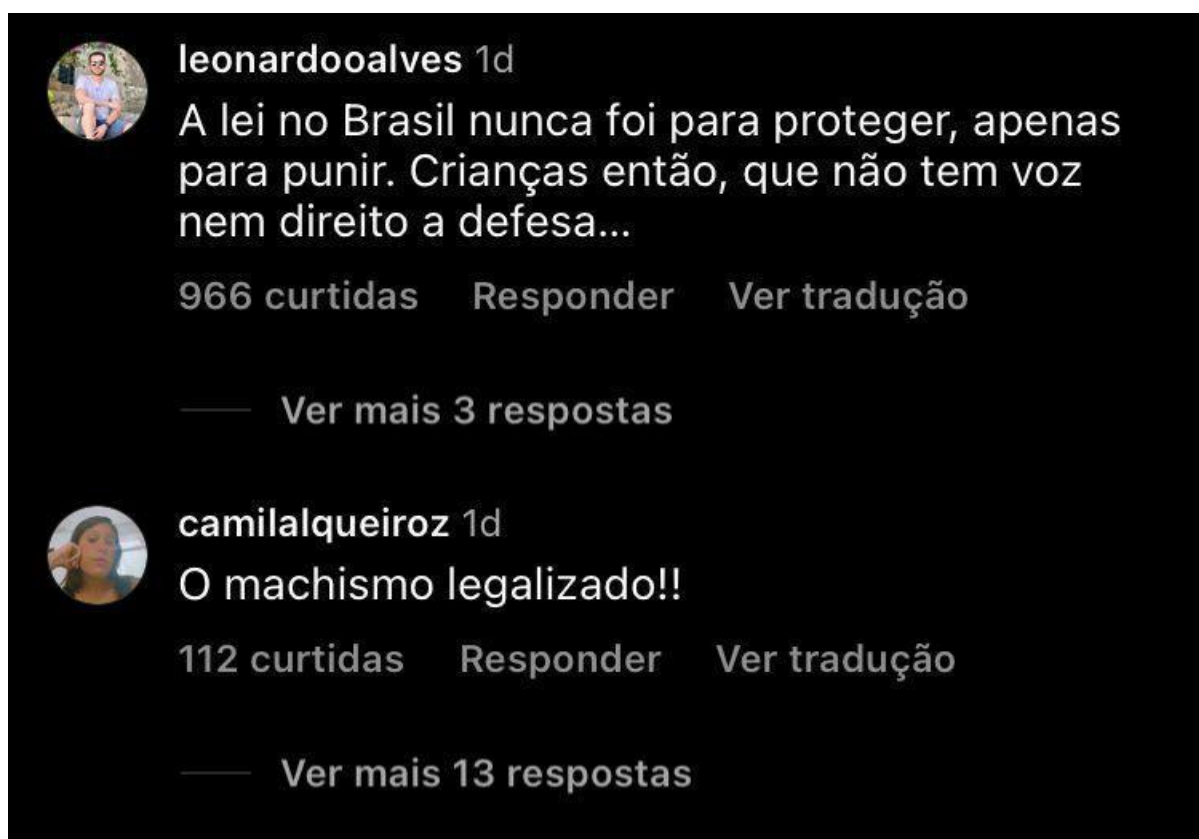 leonardooalves 1d
A lei no Brasil nunca foi para proteger, apenas
para punir. Crianças então, que não tem voz
nem direito a defesa...
966 curtidas Responder Ver tradução
Ver mais 3 respostas
camilalqueiroz 1d
O machismo legalizado!!
112 curtidas Responder Ver tradução
Ver mais 13 respostas